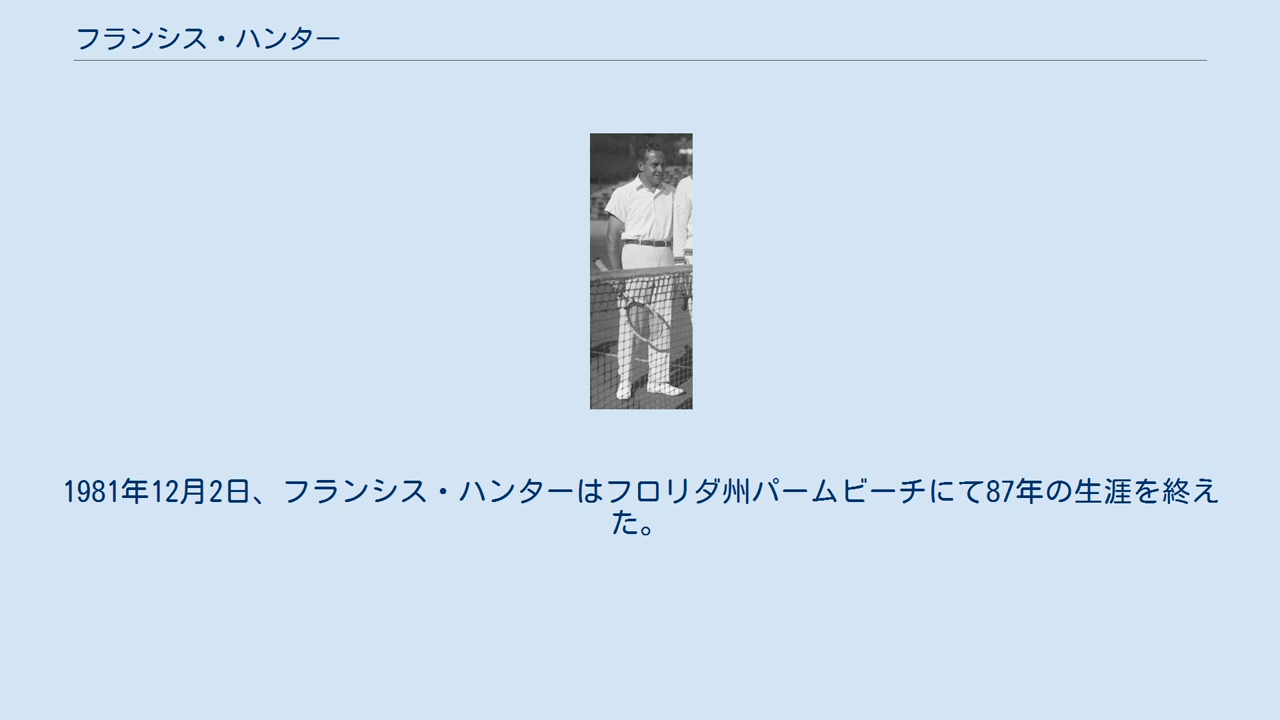 フランシス・ハンター
1981年12月2日、フランシス・ハンターはフロリダ州パームビーチにて87年の生涯を終え
た。